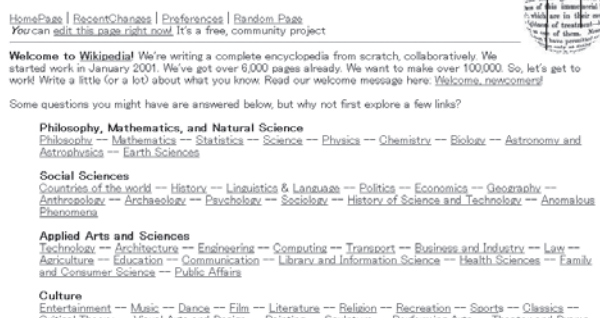 HomePage | RecentChanges | Preferences | Random Page
You can edit this page right now! It's a free, community project
Welcome to Wikipedia! We're writing a complete encyclopedia from scratch, collaboratively. We
started work in January 2001. We've got over 6,000 pages already. We want to make over 100,000. So, let's get to
work! Write a little (or a lot) about what you know. Read our welcome message here: Welcome, newcomers!
Some questions you might have are answered below, but why not first explore a few links?
Philosophy, Mathematics, and Natural Science
Philosophy -- Mathematics -- Statistics -- Science -- Physics -- Chemistry -- Biology -- Astronomy and
Astrophysics -- Earth Sciences
Social Sciences
Countries of the world -- History -- Linguistics & Language -- Politics -- Economics -- Geography --
Anthropology -- Archaeology -- Psychology -- Sociology -- History of Science and Technology -- Anomalous
Phenomena
Applied Arts and Sciences
Technology -- Architecture -- Engineering -- Computing -- Transport -- Business and Industry -- Law --
Agriculture -- Education -- Communication -- Library and Information Science -- Health Sciences -- Family
and Consumer Science -- Public Affairs
Culture
Entertainment -- Music -- Dance -- Film -- Literature -- Religion -- Recreation -- Sports -- Classics --